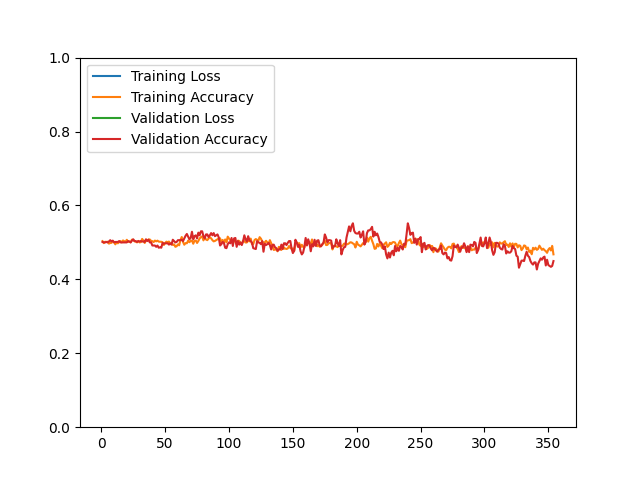 1.0
0.8
0.6
0.4
0.2
0.0
Training Loss
Training Accuracy
Validation Loss
Validation Accuracy
0 50 100 150 200 250 300 350